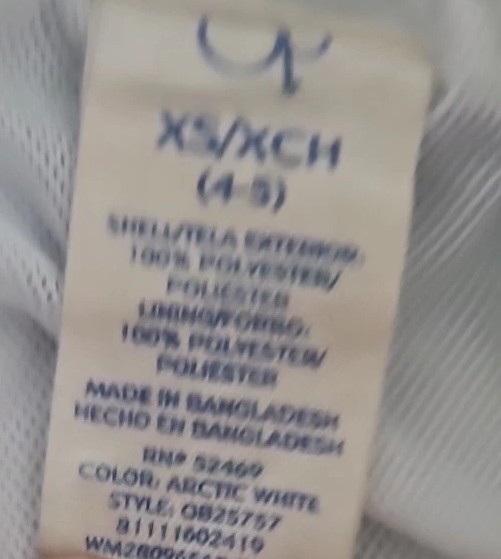 XS/XCH
(4-5)
SHELL/TELA EXTERIOR:
100% POLYESTER/
POLIESTER
LINING/FORRO:
100% POLYESTER/
POLIESTER
MADE IN BANGLADESH
HECHO EN BANGLADESH
RN# 52469
COLOR: ARCTIC WHITE
STYLE: OB25757
81111602419